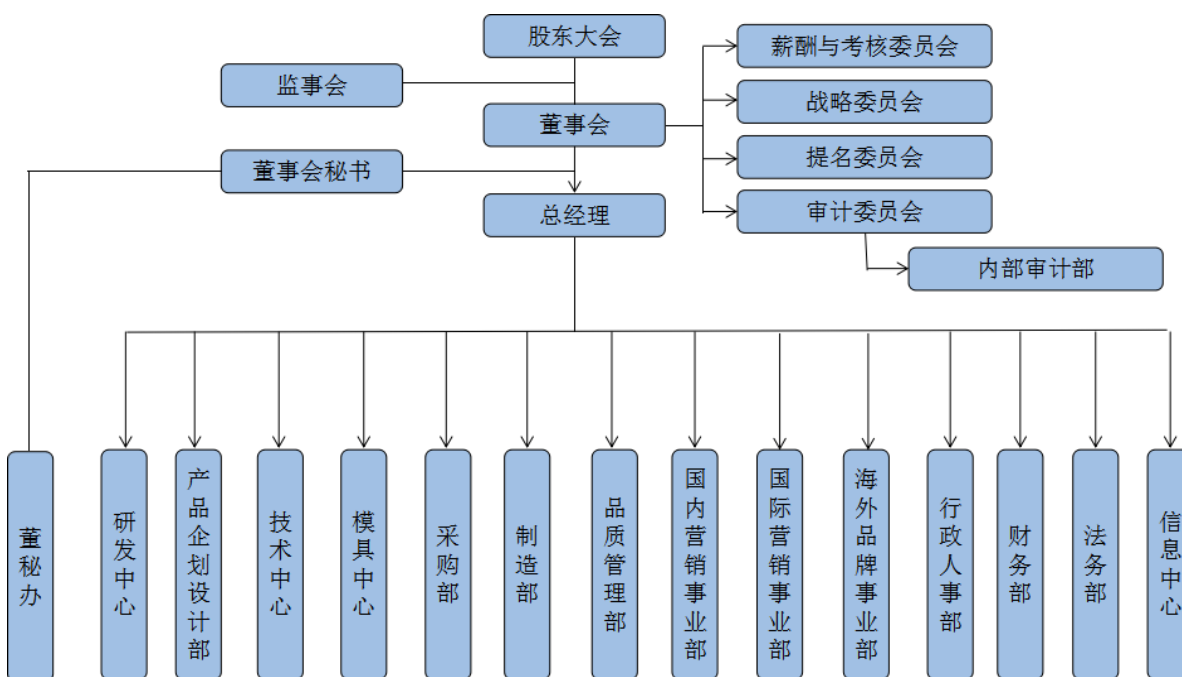 股东大会
薪酬与考核委员会
监事会
战略委员会
董事会
提名委员会
董事会秘书
总经理
审计委员会
内部审计部
董秘办
研发中心
产品企划设计部
技术中心
模具中心
采购部
制造部
品质管理部
国内营销事业部
国际营销事业部
海外品牌事业部
行政人事部
财务部
法务部
信息中心